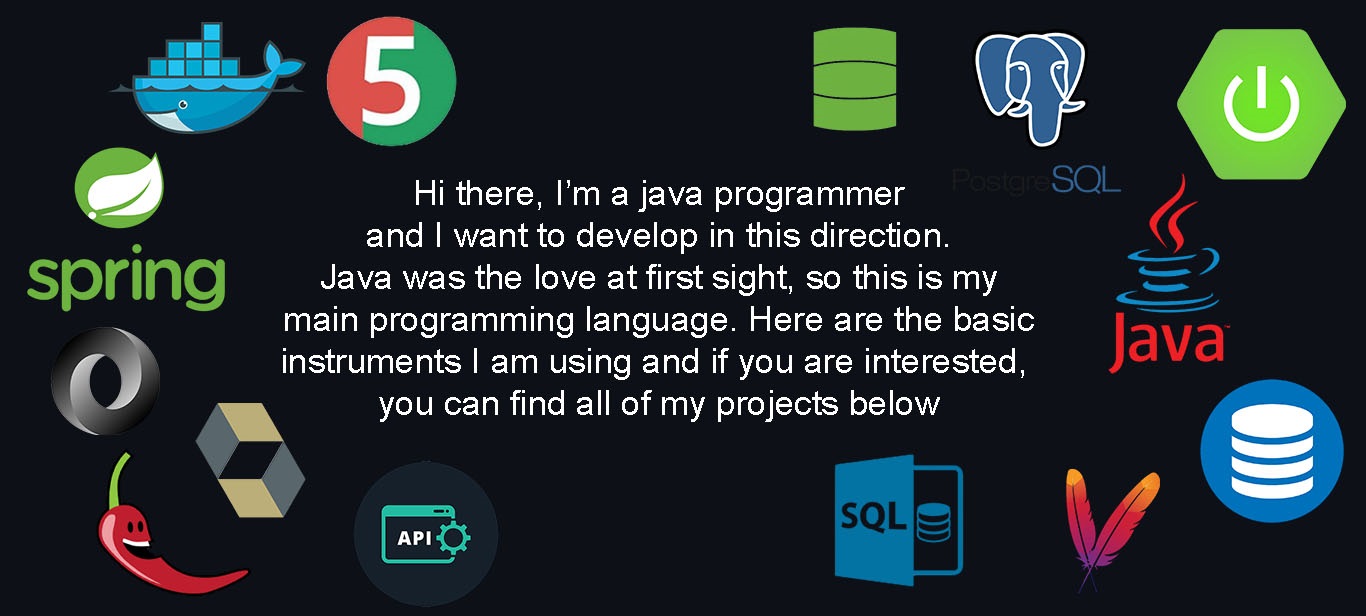 5
PostgreSQL
Hi there, I’m a java programmer
and I want to develop in this direction.
Java was the love at first sight, so this is my
main programming language. Here are the basic
instruments I am using and if you are interested,
you can find all of my projects below
spring
Java™
API
SQL